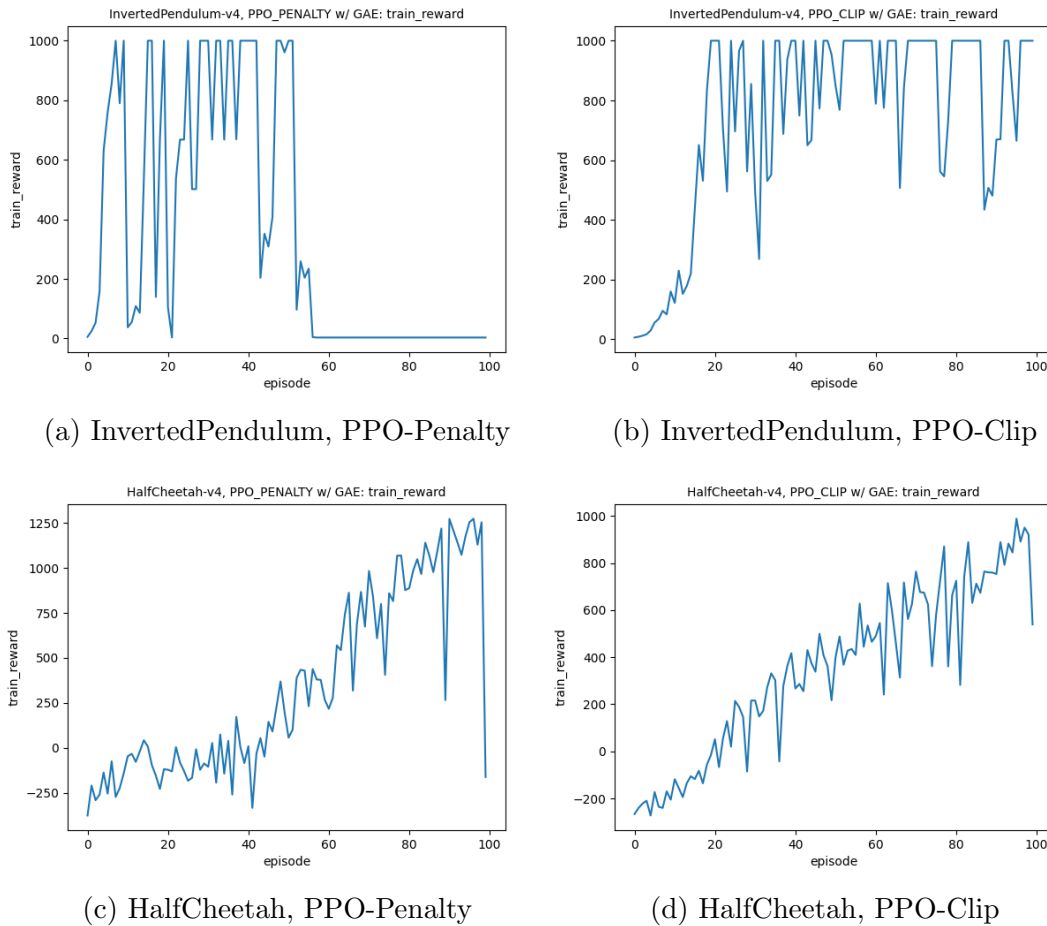 InvertedPendulum-v4, PPO_PENALTY w/ GAE: train_reward
1000
800
600
400
200
0
train_reward
0 20 40 60 80 100
episode
(a) InvertedPendulum, PPO-Penalty
InvertedPendulum-v4, PPO_CLIP w/ GAE: train_reward
1000
800
600
400
200
0
train_reward
0 20 40 60 80 100
episode
(b) InvertedPendulum, PPO-Clip
HalfCheetah-v4, PPO_PENALTY w/ GAE: train_reward
1250
1000
750
500
250
0
−250
train_reward
0 20 40 60 80 100
episode
(c) HalfCheetah, PPO-Penalty
HalfCheetah-v4, PPO_CLIP w/ GAE: train_reward
1000
800
600
400
200
0
−200
train_reward
0 20 40 60 80 100
episode
(d) HalfCheetah, PPO-Clip